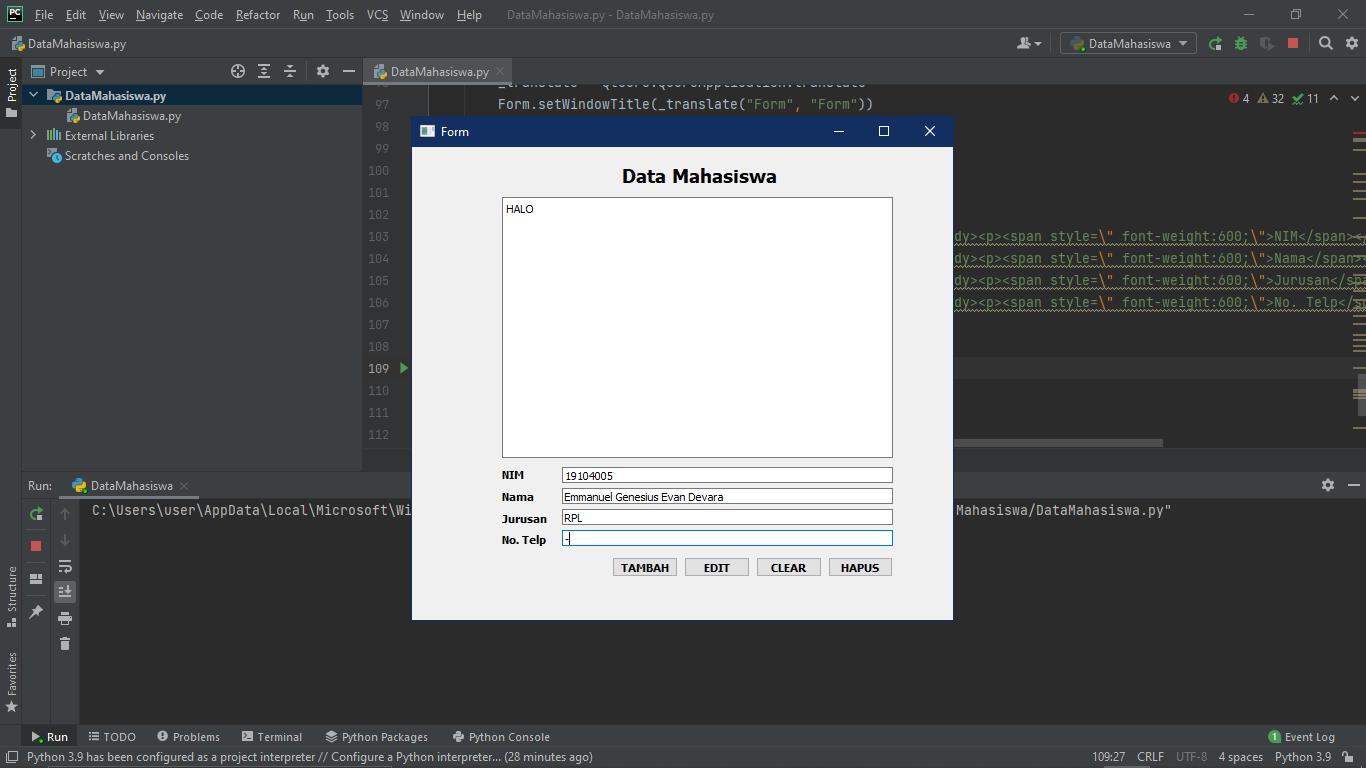 PC File Edit View Navigate Code Refactor Run Tools VCS Window Help DataMahasiswa.py - DataMahasiswa.py
DataMahasiswa.py DataMahasiswa
Project DataMahasiswa.py
Project
DataMahasiswa.py
DataMahasiswa.py
External Libraries
Scratches and Consoles
97 Form.setWindowTitle(_translate("Form", "Form"))
4 32 11
98
99
100
101
102
103 dy><p><span style=\" font-weight:600;\">NIM</span></
104 dy><p><span style=\" font-weight:600;\">Nama</span><
105 dy><p><span style=\" font-weight:600;\">Jurusan</spa
106 dy><p><span style=\" font-weight:600;\">No. Telp</sp
107
108
109
110
111
112
Form
Data Mahasiswa
HALO
NIM 19104005
Nama Emmanuel Genesius Evan Devara
Jurusan RPL
No. Telp -
TAMBAH EDIT CLEAR HAPUS
Run: DataMahasiswa
C:\Users\user\AppData\Local\Microsoft\Wi Mahasiswa/DataMahasiswa.py"
Structure
Favorites
Run TODO Problems Terminal Python Packages Python Console 1 Event Log
Python 3.9 has been configured as a project interpreter // Configure a Python interpreter... (28 minutes ago) 109:27 CRLF UTF-8 4 spaces Python 3.9